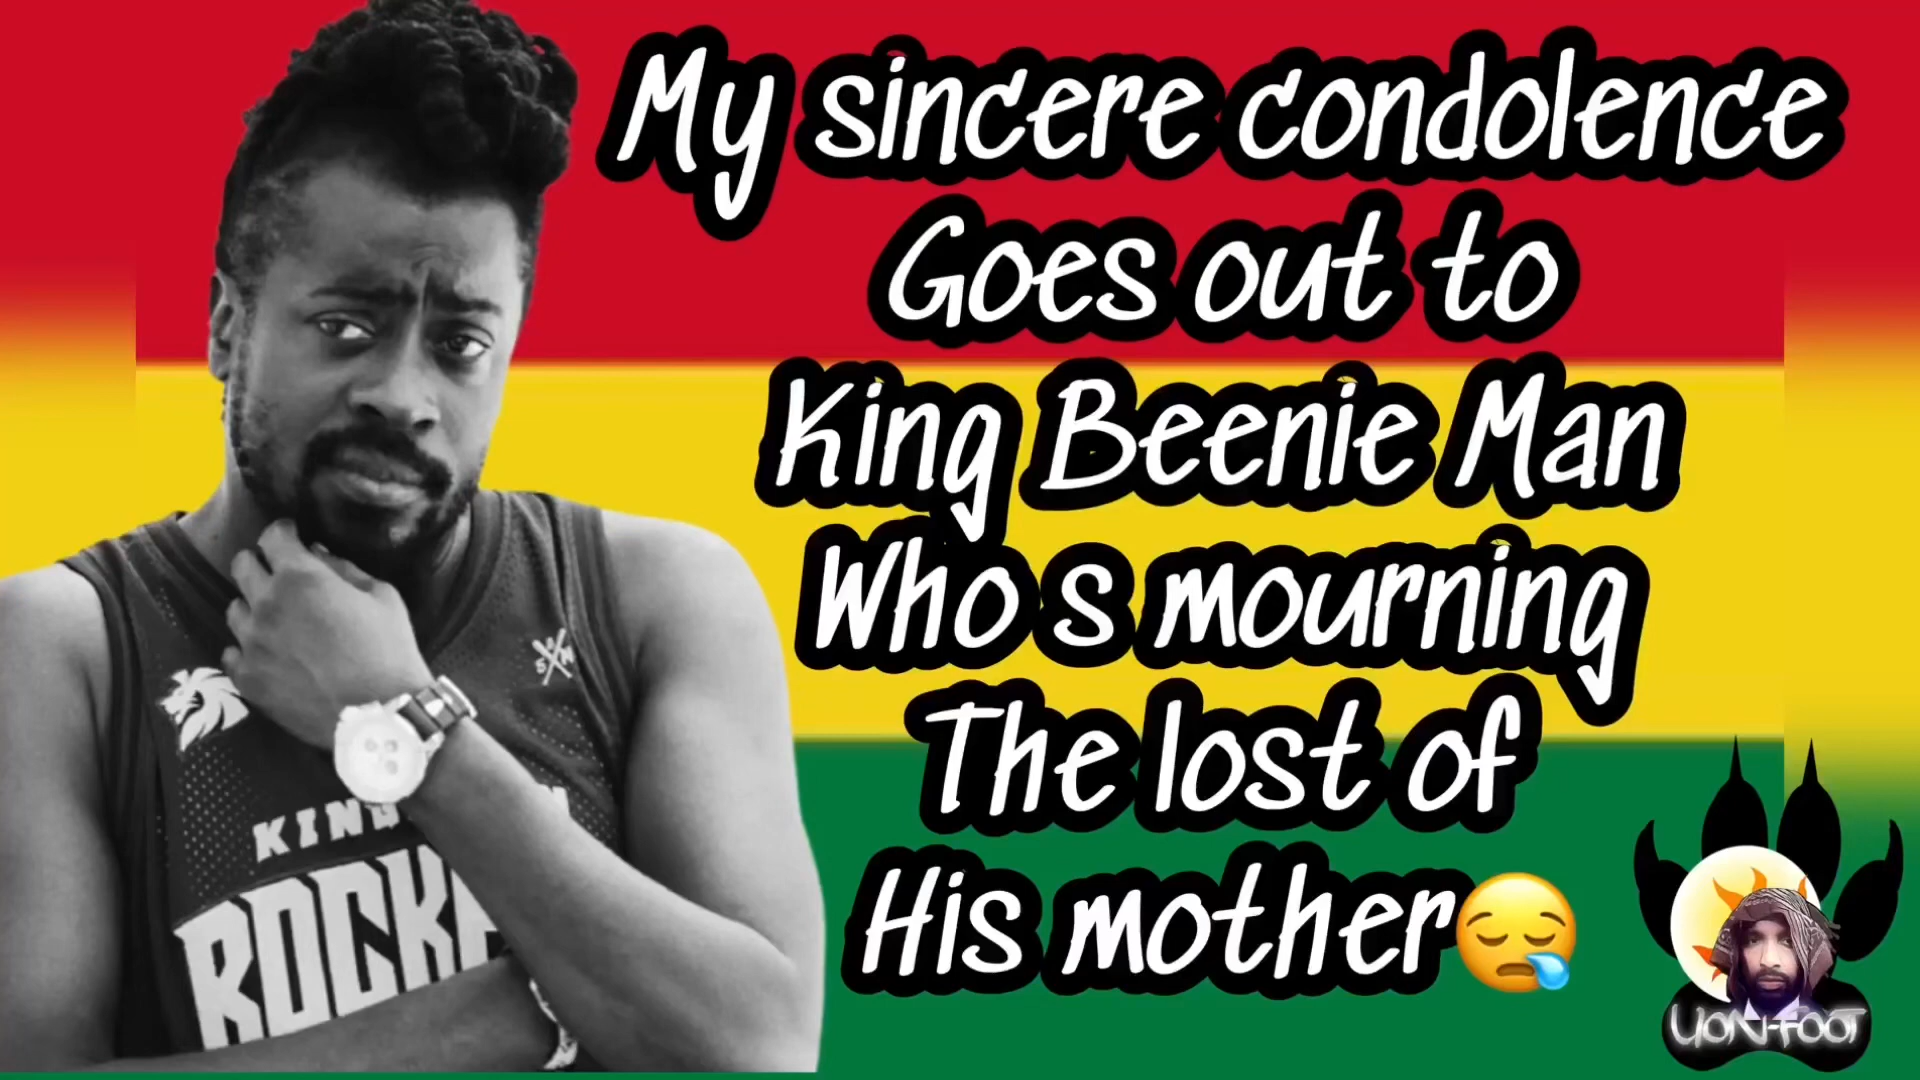 My sincere condolence
Goes out to
King Beenie Man
Who s mourning
The lost of
His mother😪
KING
ROCK
LION-FOOT